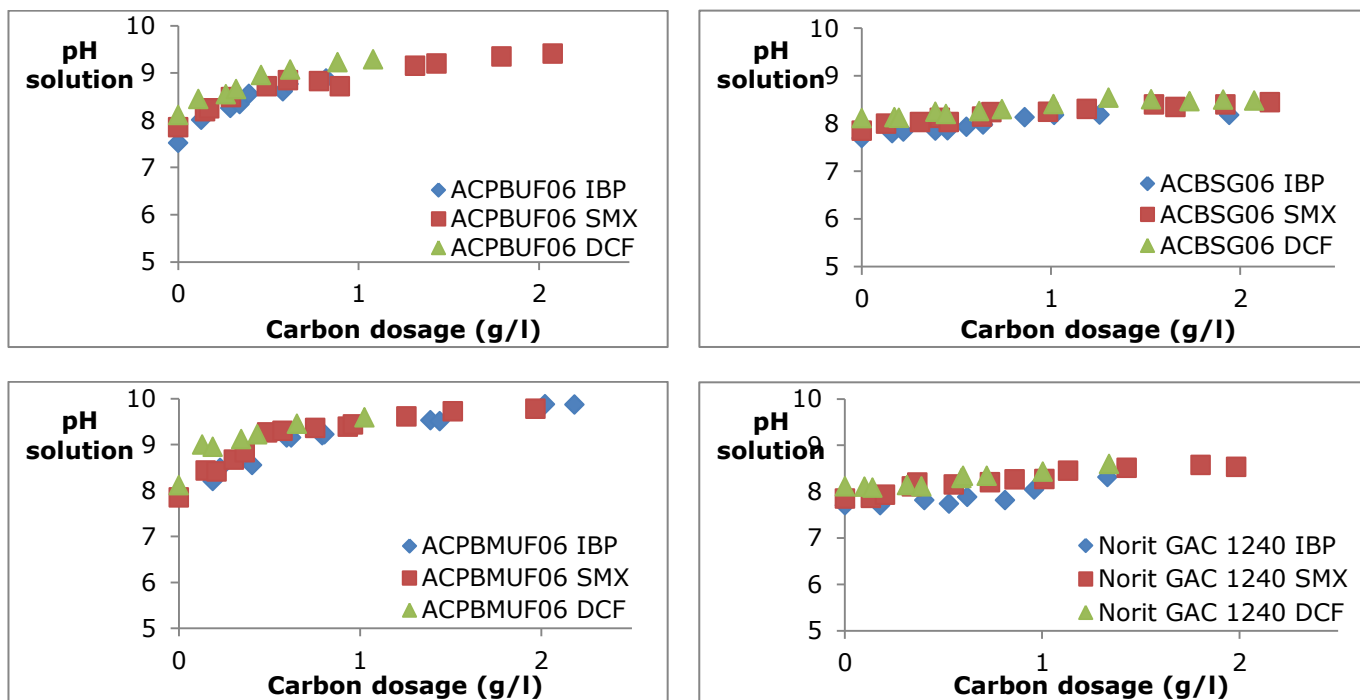 pH
solution
10
9
8
7
6
5
0
1
2
Carbon dosage (g/l)
ACPBUF06 IBP
ACPBUF06 SMX
ACPBUF06 DCF
pH
solution
10
9
8
7
6
5
0
1
2
Carbon dosage (g/l)
ACBSG06 IBP
ACBSG06 SMX
ACBSG06 DCF
pH
solution
10
9
8
7
6
5
0
1
2
Carbon dosage (g/l)
ACPBMUF06 IBP
ACPBMUF06 SMX
ACPBMUF06 DCF
pH
solution
10
9
8
7
6
5
0
1
2
Carbon dosage (g/l)
Norit GAC 1240 IBP
Norit GAC 1240 SMX
Norit GAC 1240 DCF